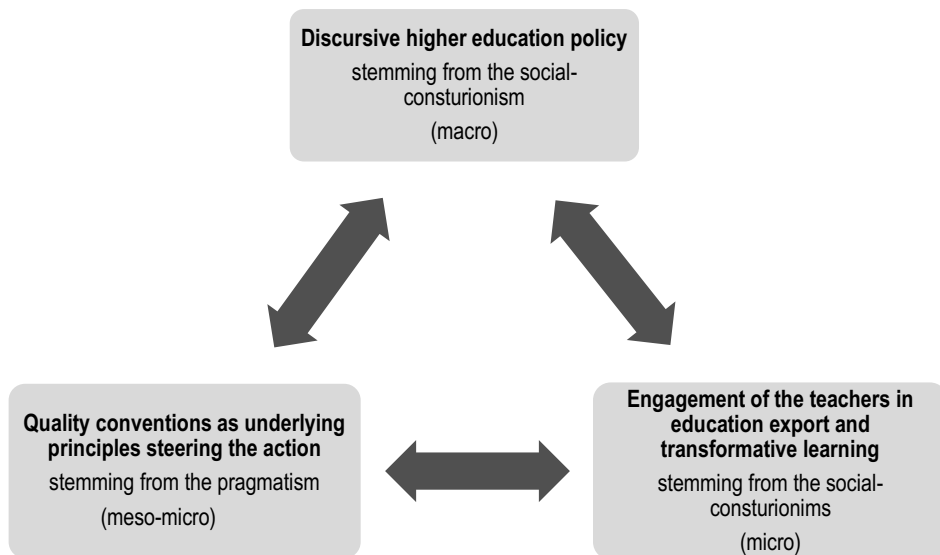 Discursive higher education policy
stemming from the social-
consturionism
(macro)
Quality conventions as underlying
principles steering the action
stemming from the pragmatism
(meso-micro)
Engagement of the teachers in
education export and
transformative learning
stemming from the social-
consturionims
(micro)